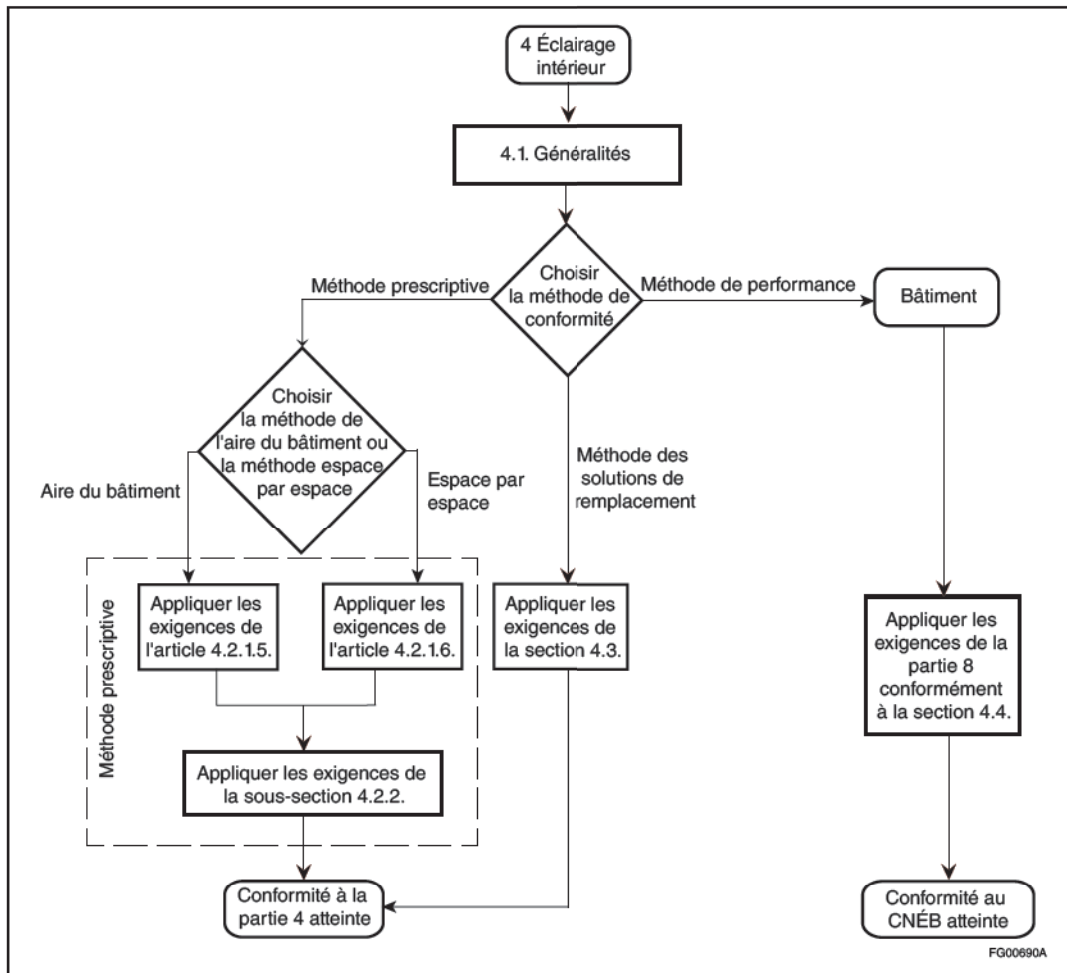 4 Éclairage
intérieur
4.1. Généralités
Choisir
la méthode de
conformité
Méthode prescriptive
Méthode de performance
Bâtiment
Choisir
la méthode de
l'aire du bâtiment ou
la méthode espace
par espace
Aire du bâtiment
Espace par
espace
Méthode des
solutions de
remplacement
Méthode prescriptive
Appliquer les
exigences de
l'article 4.2.1.5.
Appliquer les
exigences de
l'article 4.2.1.6.
Appliquer les
exigences de
la section 4.3.
Appliquer les
exigences de la
partie 8
conformément
à la section 4.4.
Appliquer les exigences de
la sous-section 4.2.2.
Conformité à la
partie 4 atteinte
Conformité au
CNÉB atteinte
FG00690A